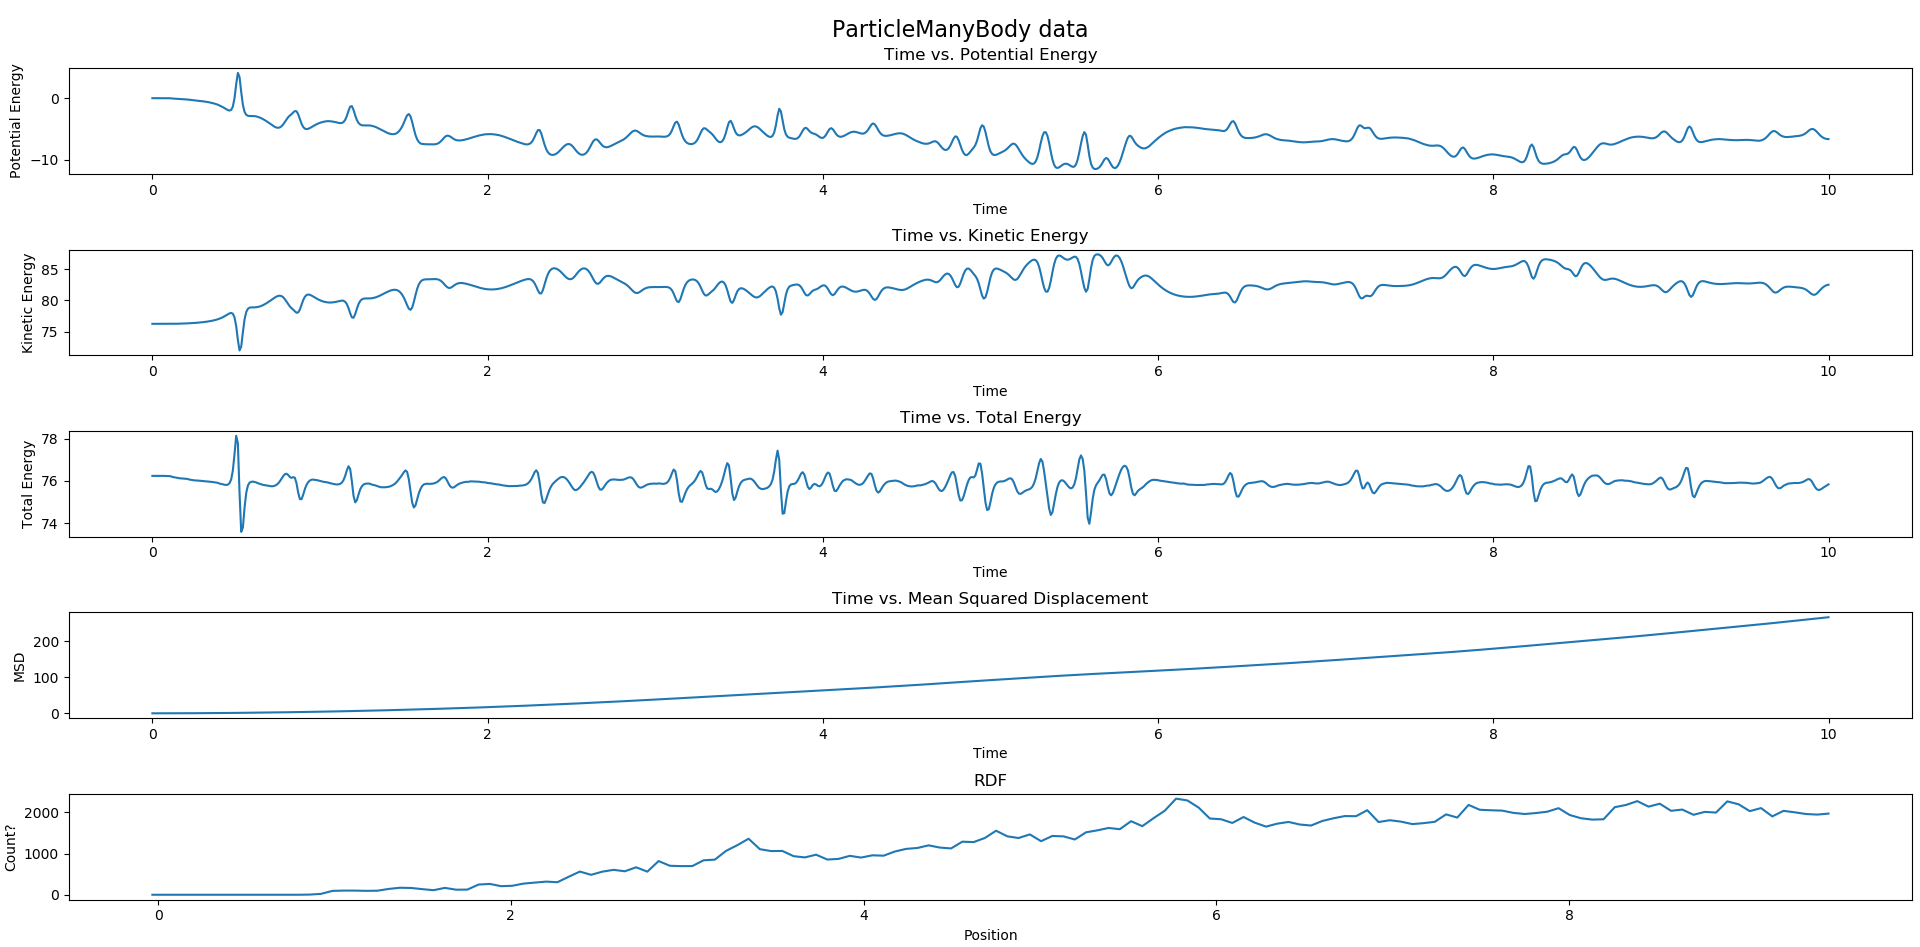 ParticleManyBody data
Time vs. Potential Energy
Potential Energy
0
−10
0 2 4 6 8 10
Time
Time vs. Kinetic Energy
Kinetic Energy
85
80
75
0 2 4 6 8 10
Time
Time vs. Total Energy
Total Energy
78
76
74
0 2 4 6 8 10
Time
Time vs. Mean Squared Displacement
MSD
200
100
0
0 2 4 6 8 10
Time
RDF
Count?
2000
1000
0
0 2 4 6 8
Position